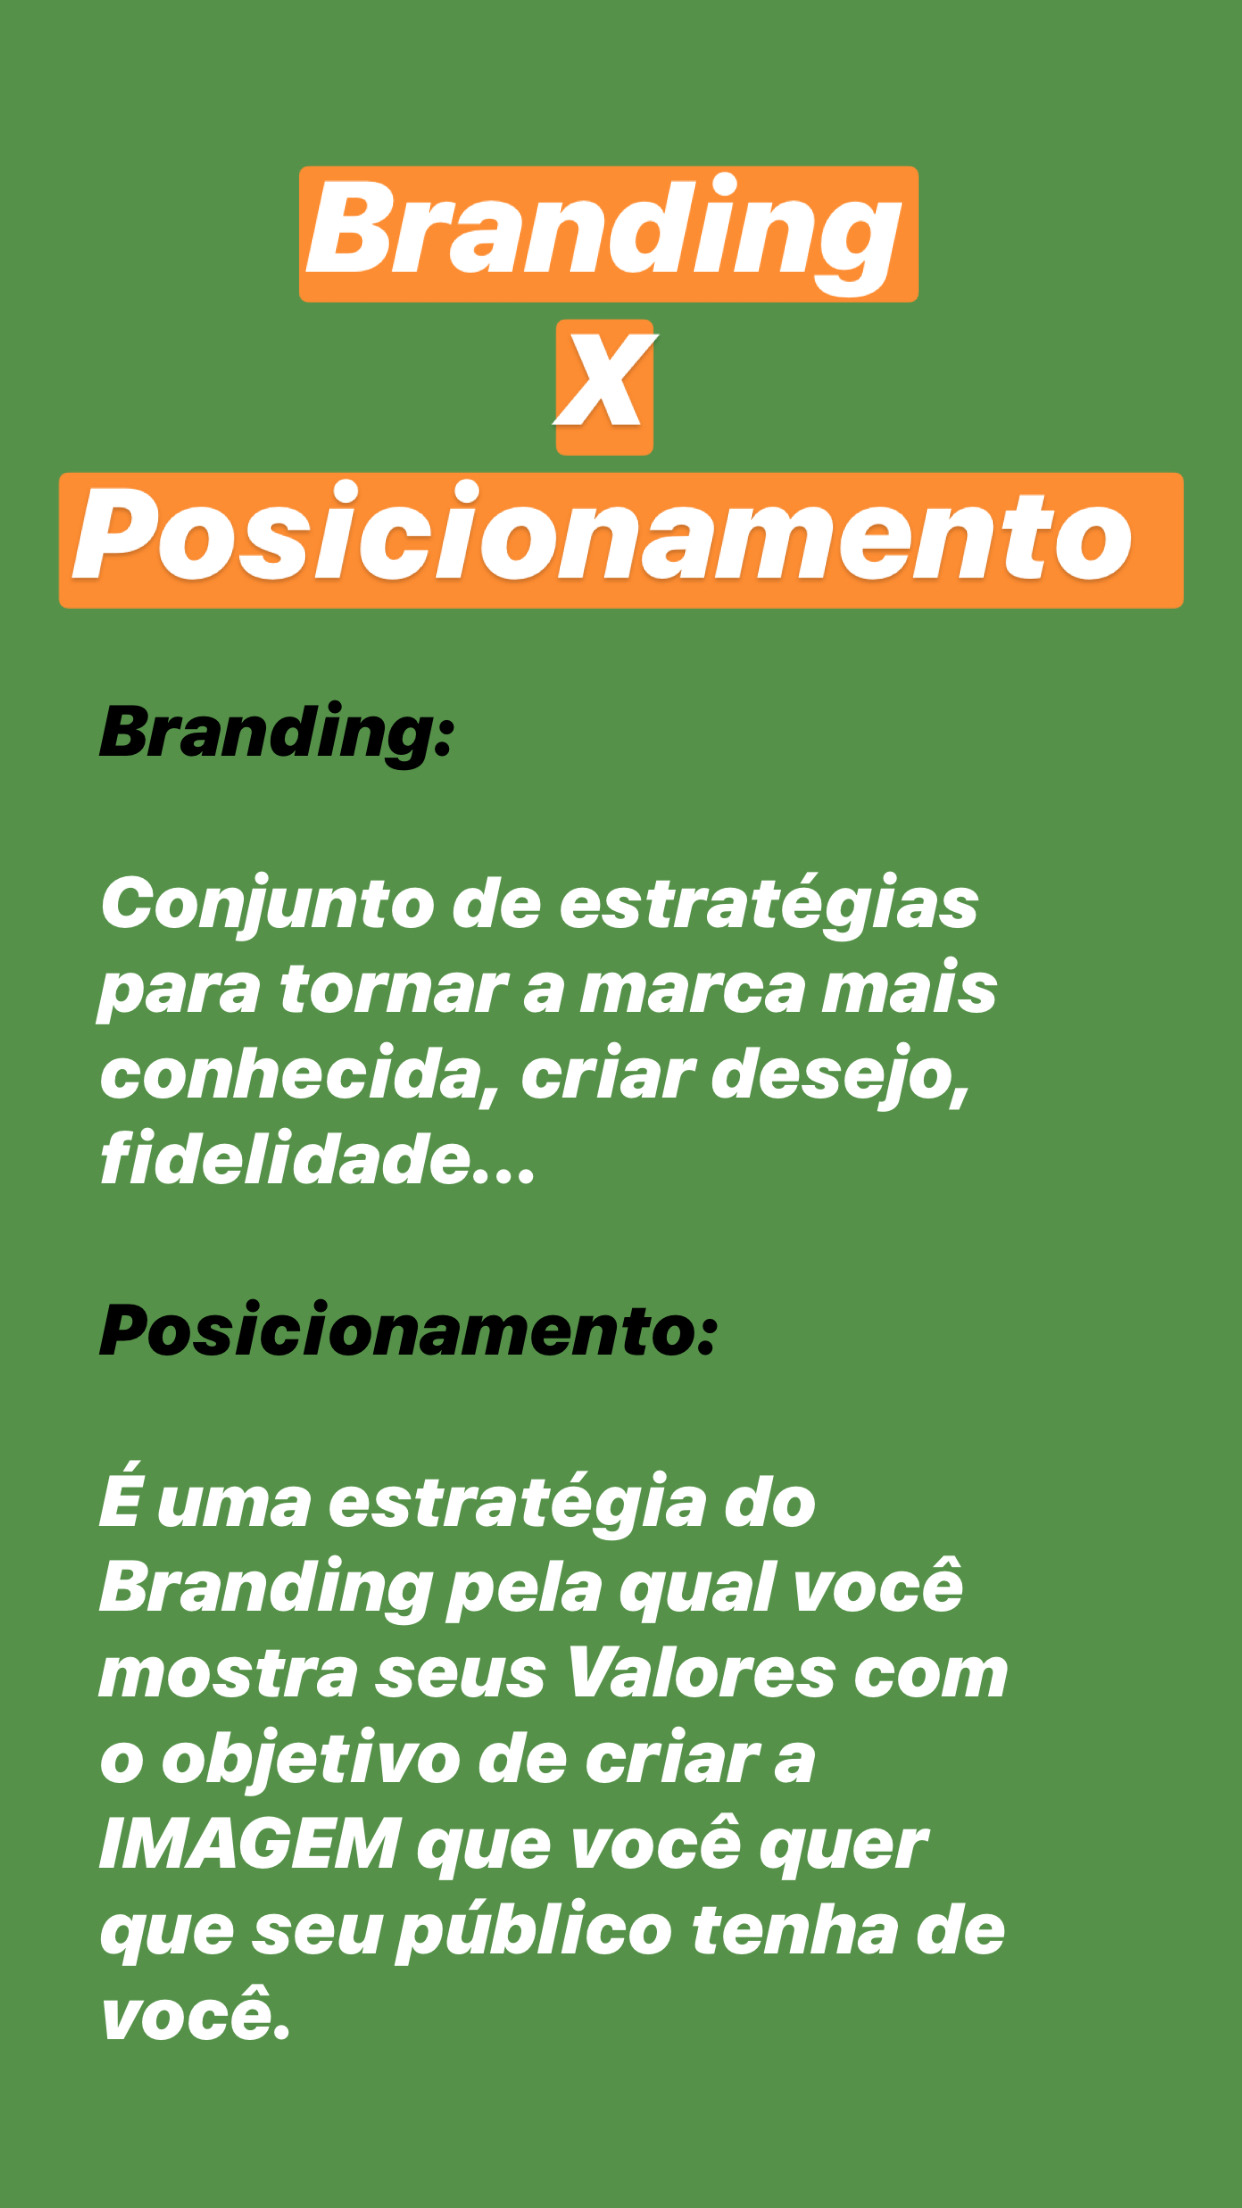 Branding
X
Posicionamento
Branding:
Conjunto de estratégias
para tornar a marca mais
conhecida, criar desejo,
fidelidade...
Posicionamento:
É uma estratégia do
Branding pela qual você
mostra seus Valores com
o objetivo de criar a
IMAGEM que você quer
que seu público tenha de
você.